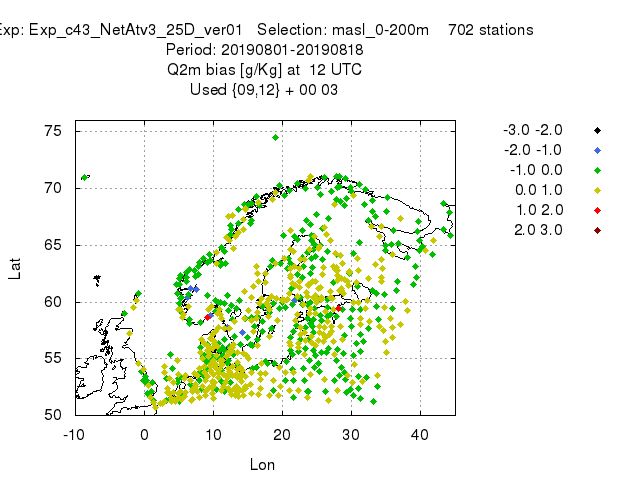 Exp: Exp_c43_NetAtv3_25D_ver01 Selection: masl_0-200m 702 stations
Period: 20190801-20190818
Q2m bias [g/Kg] at 12 UTC
Used {09,12} + 00 03
-3.0 -2.0
-2.0 -1.0
-1.0 0.0
0.0 1.0
1.0 2.0
2.0 3.0
Lat
75
70
65
60
55
50
-10 0 10 20 30 40
Lon